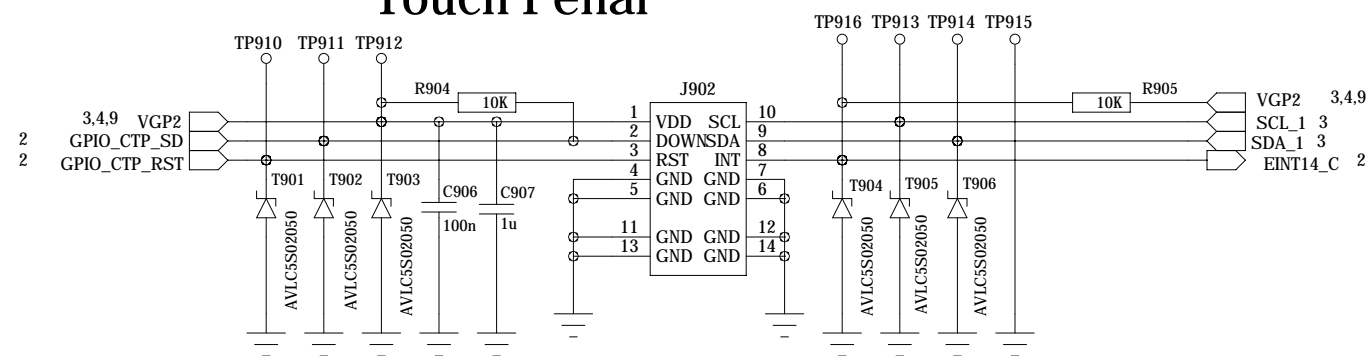 Touch Penal
TP916 TP913 TP914 TP915
TP910 TP911 TP912
R904 10K
J902
10K R905
3,4,9 VGP2
2 GPIO_CTP_SD
2 GPIO_CTP_RST
1 VDD SCL 10
2 DOWN SDA 9
3 RST INT 8
4 GND GND 7
5 GND GND 6
11 GND GND 12
13 GND GND 14
VGP2 3,4,9
SCL_1 3
SDA_1 3
EINT14_C 2
T901 T902 T903
C906 C907
100n 1u
T904 T905 T906
AVLC5S02050 AVLC5S02050 AVLC5S02050
AVLC5S02050 AVLC5S02050 AVLC5S02050